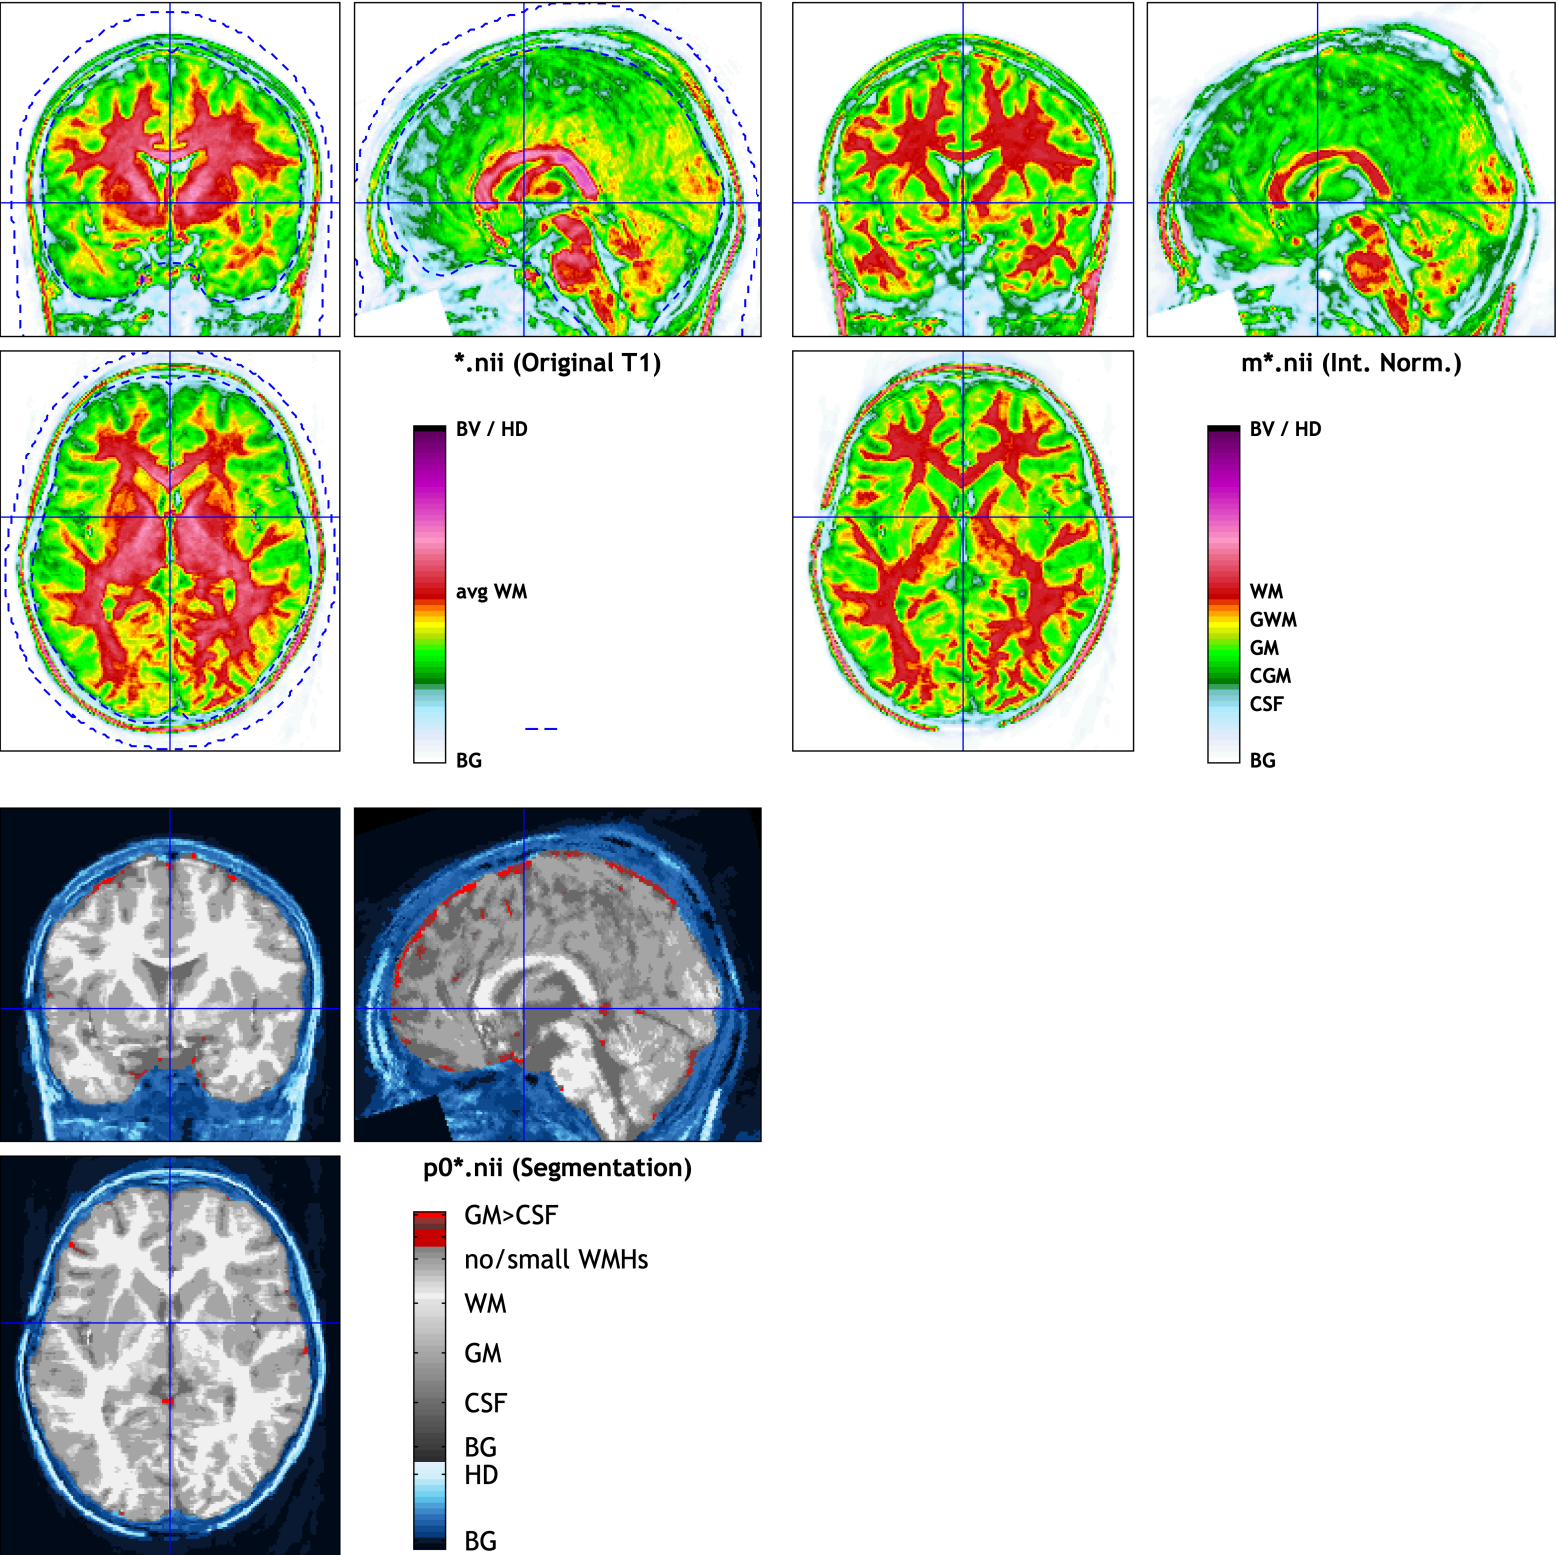 *.nii (Original T1)
BV / HD
avg WM
BG
m*.nii (Int. Norm.)
BV / HD
WM
GWM
GM
CGM
CSF
BG
p0*.nii (Segmentation)
GM>CSF
no/small WMHs
WM
GM
CSF
BG
HD
BG